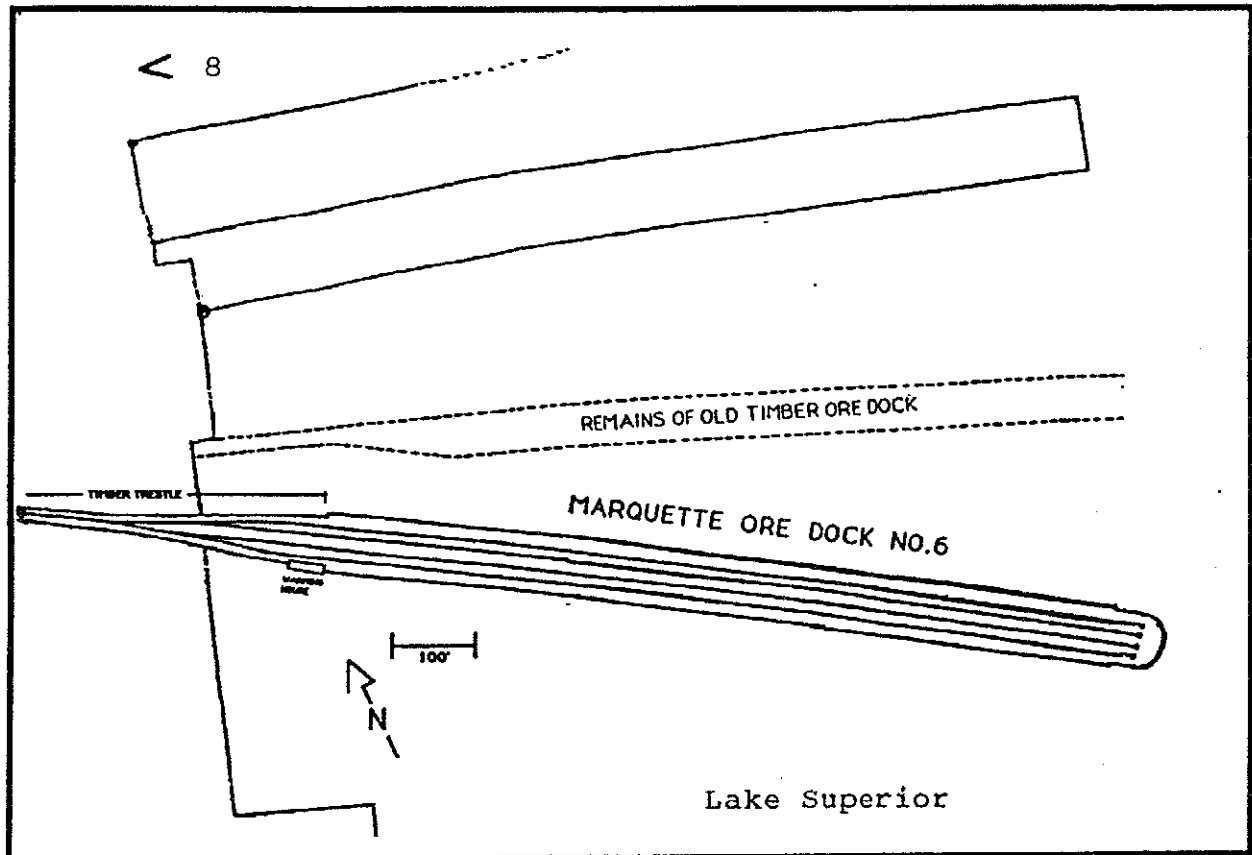 < 8
REMAINS OF OLD TIMBER ORE DOCK
TIMBER TRESTLE
MARQUETTE ORE DOCK NO.6
100'
N
Lake Superior